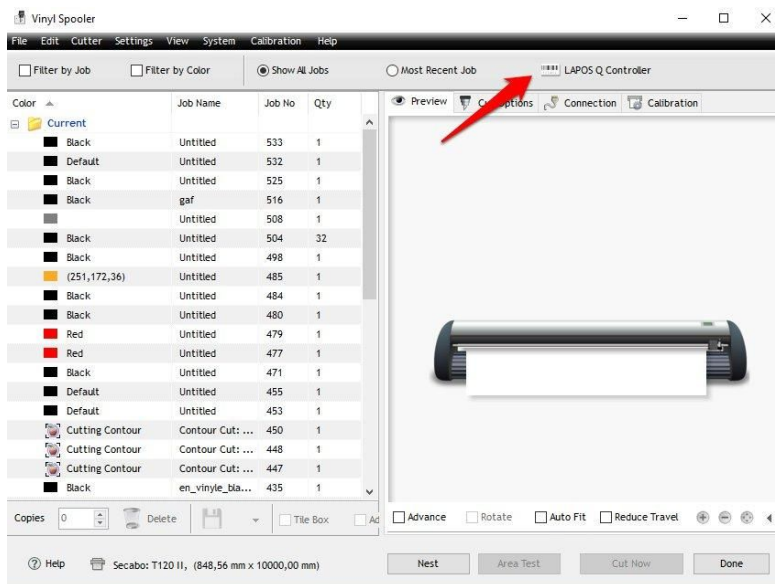 Vinyl Spooler
File Edit Cutter Settings View System Calibration Help
Filter by Job Filter by Color Show All Jobs Most Recent Job LAPOS Q Controller
Color Job Name Job No Qty
Preview Connection Calibration
Current
Black Untitled 533 1
Default Untitled 532 1
Black Untitled 525 1
Black gaf 516 1
Untitled 508 1
Black Untitled 504 32
Black Untitled 498 1
(251,172,36) Untitled 485 1
Black Untitled 484 1
Black Untitled 480 1
Red Untitled 479 1
Red Untitled 477 1
Black Untitled 471 1
Default Untitled 455 1
Default Untitled 453 1
Cutting Contour Contour Cut: ... 450 1
Cutting Contour Contour Cut: ... 448 1
Cutting Contour Contour Cut: ... 447 1
Black en_vinyle_bla... 435 1
Copies 0 Delete Tile Box Ad
Advance Rotate Auto Fit Reduce Travel
Help Secabo: T120 II, (848,56 mm x 10000,00 mm)
Nest Area Test Cut Now Done